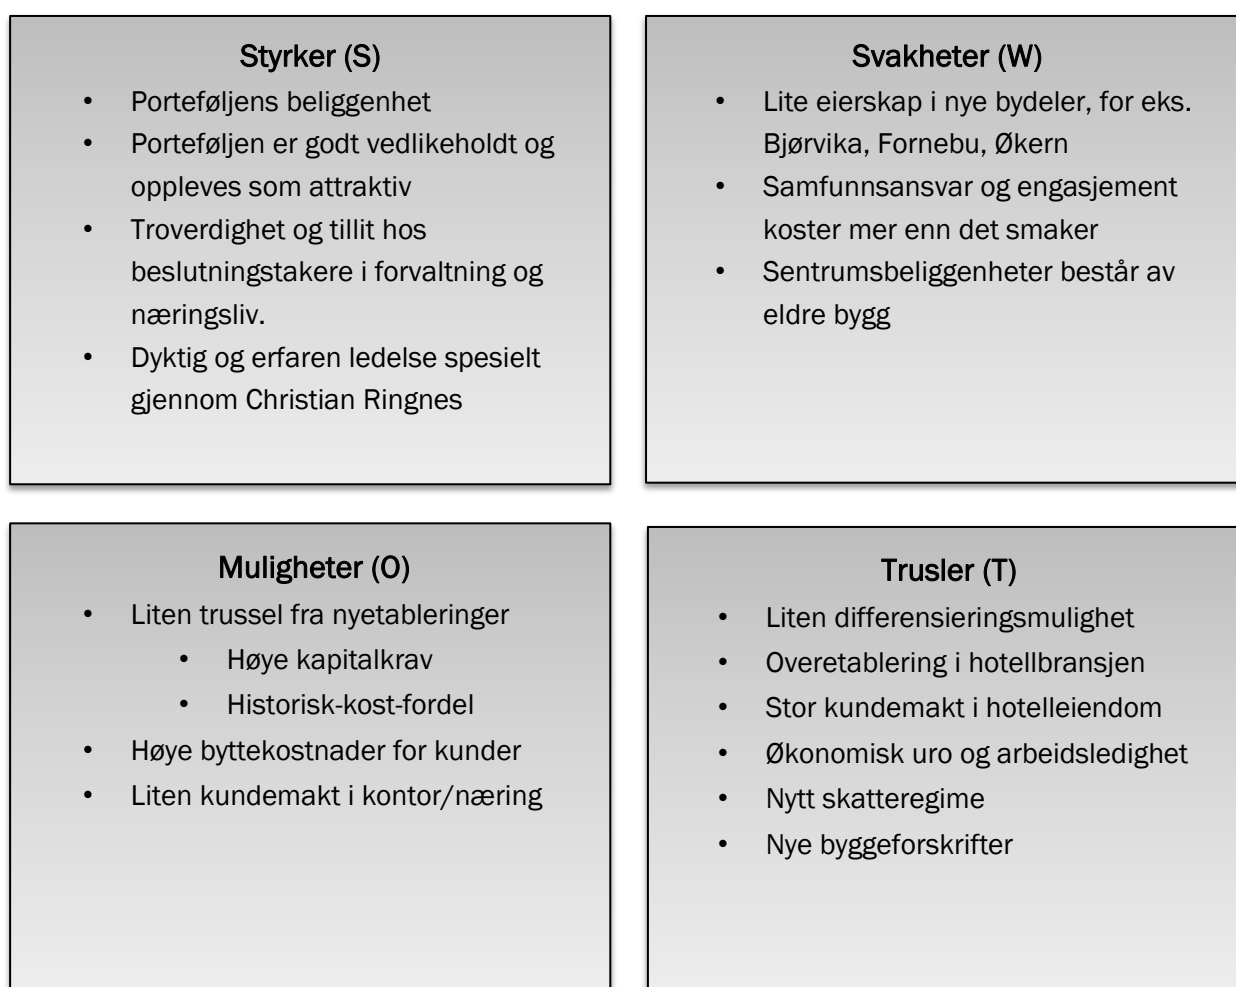 Styrker (S)
• Porteføljens beliggenhet
• Porteføljen er godt vedlikeholdt og
oppleves som attraktiv
• Troverdighet og tillit hos
beslutningstakere i forvaltning og
næringsliv.
• Dyktig og erfaren ledelse spesielt
gjennom Christian Ringnes
Svakheter (W)
• Lite eierskap i nye bydeler, for eks.
Bjørvika, Fornebu, Økern
• Samfunnsansvar og engasjement
koster mer enn det smaker
• Sentrumsbeliggenheter består av
eldre bygg
Muligheter (O)
• Liten trussel fra nyetableringer
• Høye kapitalkrav
• Historisk-kost-fordel
• Høye byttekostnader for kunder
• Liten kundemakt i kontor/næring
Trusler (T)
• Liten differensieringsmulighet
• Overetablering i hotellbransjen
• Stor kundemakt i hotelleiendom
• Økonomisk uro og arbeidsledighet
• Nytt skatteregime
• Nye byggeforskrifter